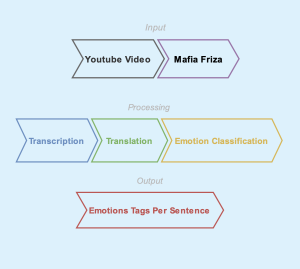 Input
Youtube Video
Mafia Friza
Processing
Transcription
Translation
Emotion Classification
Output
Emotions Tags Per Sentence